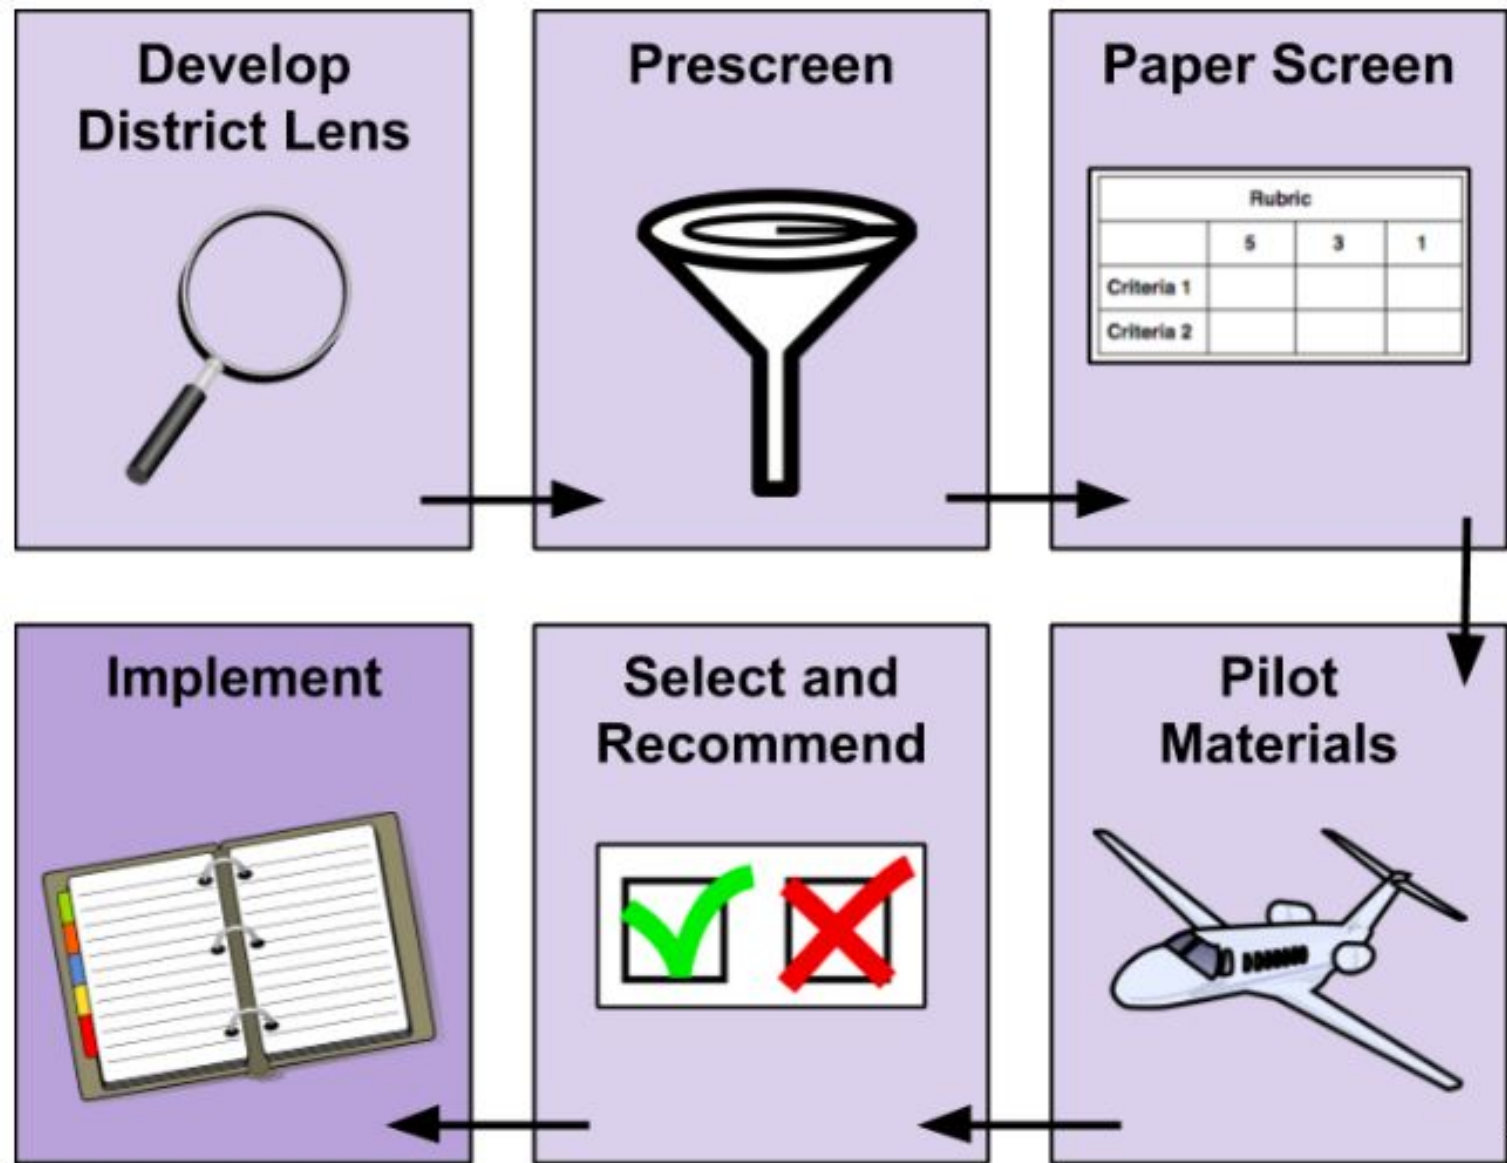 Develop
District Lens
Prescreen
Paper Screen
Rubric
5 3 1
Criteria 1
Criteria 2
Pilot
Materials
Select and
Recommend
Implement